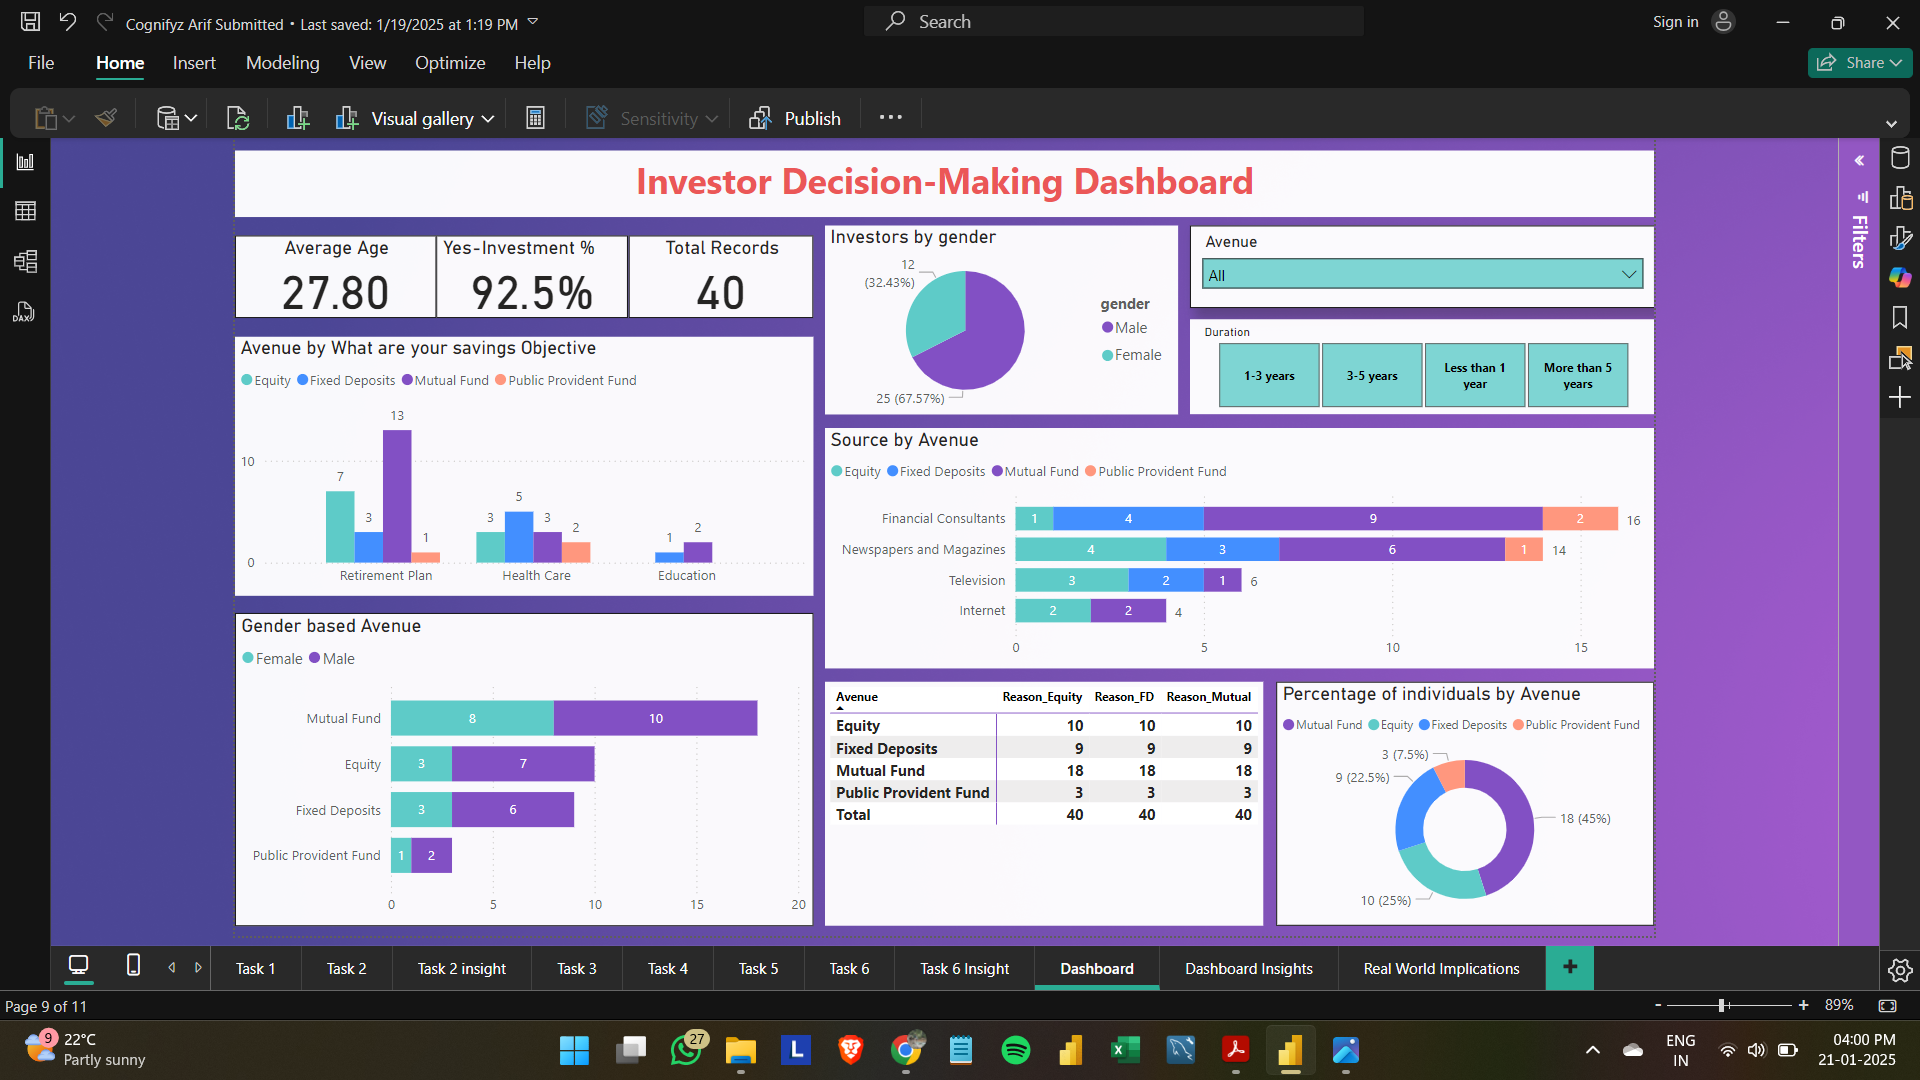 Cognifyz Arif Submitted • Last saved: 1/19/2025 at 1:19 PM
Search
Sign in
File Home Insert Modeling View Optimize Help
Share
Visual gallery
Sensitivity
Publish
Investor Decision-Making Dashboard
Average Age
27.80
Yes-Investment %
92.5%
Total Records
40
Investors by gender
12
(32.43%)
25 (67.57%)
gender
Male
Female
Avenue
All
Duration
1-3 years
3-5 years
Less than 1
year
More than 5
years
Filters
Avenue by What are your savings Objective
Equity Fixed Deposits Mutual Fund Public Provident Fund
10
0
7 3 13 1
3 5 3 2
1 2
Retirement Plan Health Care Education
Source by Avenue
Equity Fixed Deposits Mutual Fund Public Provident Fund
Financial Consultants 1 4 9 2 16
Newspapers and Magazines 4 3 6 1 14
Television 3 2 1 6
Internet 2 2 4
0 5 10 15
Gender based Avenue
Female Male
Mutual Fund 8 10
Equity 3 7
Fixed Deposits 3 6
Public Provident Fund 1 2
0 5 10 15 20
Avenue Reason_Equity Reason_FD Reason_Mutual
Equity 10 10 10
Fixed Deposits 9 9 9
Mutual Fund 18 18 18
Public Provident Fund 3 3 3
Total 40 40 40
Percentage of individuals by Avenue
Mutual Fund Equity Fixed Deposits Public Provident Fund
3 (7.5%)
9 (22.5%)
18 (45%)
10 (25%)
Task 1 Task 2 Task 2 insight Task 3 Task 4 Task 5 Task 6 Task 6 Insight Dashboard Dashboard Insights Real World Implications +
Page 9 of 11
- + 89%
9
22°C
Partly sunny
27
L
ENG
IN
04:00 PM
21-01-2025
DAX